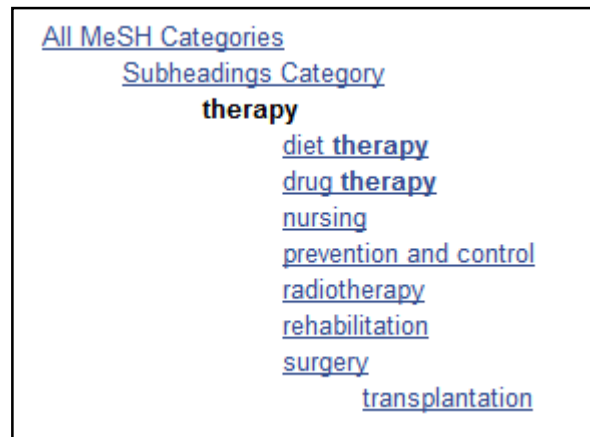 All MeSH Categories
Subheadings Category
therapy
diet therapy
drug therapy
nursing
prevention and control
radiotherapy
rehabilitation
surgery
transplantation